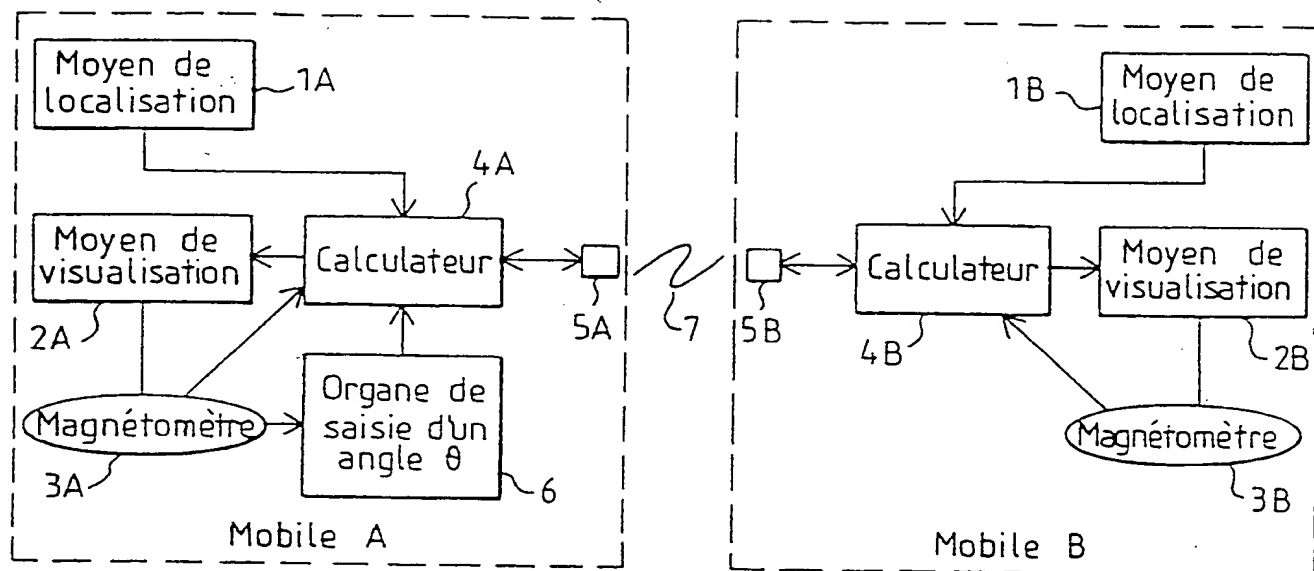 Moyen de
localisation
1A
4A
Moyen de
visualisation
2A
Calculateur
5A
7
Magnétomètre
3A
Organe de
saisie d'un
angle θ
6
Mobile A
Moyen de
localisation
1B
5B
Calculateur
4B
Moyen de
visualisation
2B
Magnétomètre
3B
Mobile B